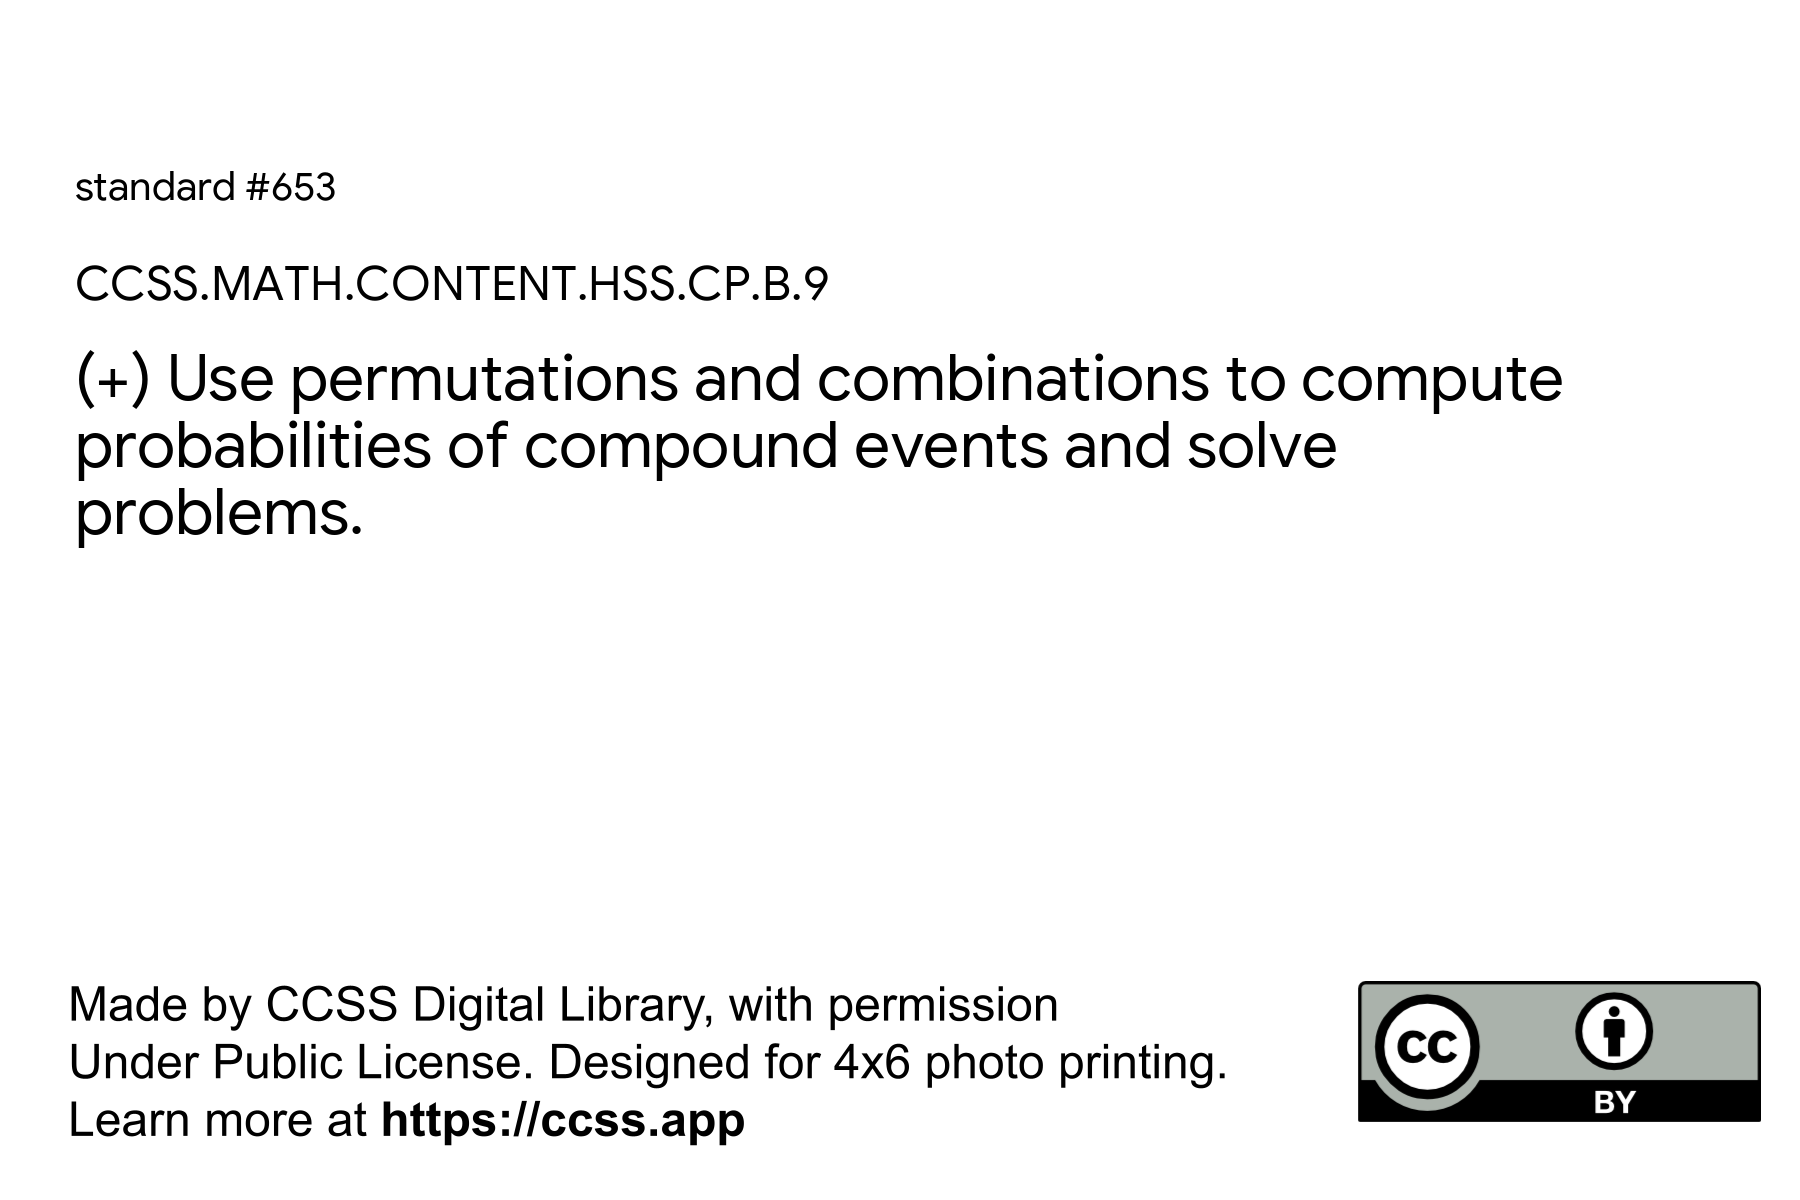 standard #653
CCSS.MATH.CONTENT.HSS.CP.B.9
(+) Use permutations and combinations to compute
probabilities of compound events and solve
problems.
Made by CCSS Digital Library, with permission
Under Public License. Designed for 4x6 photo printing.
Learn more at https://ccss.app
CC
BY